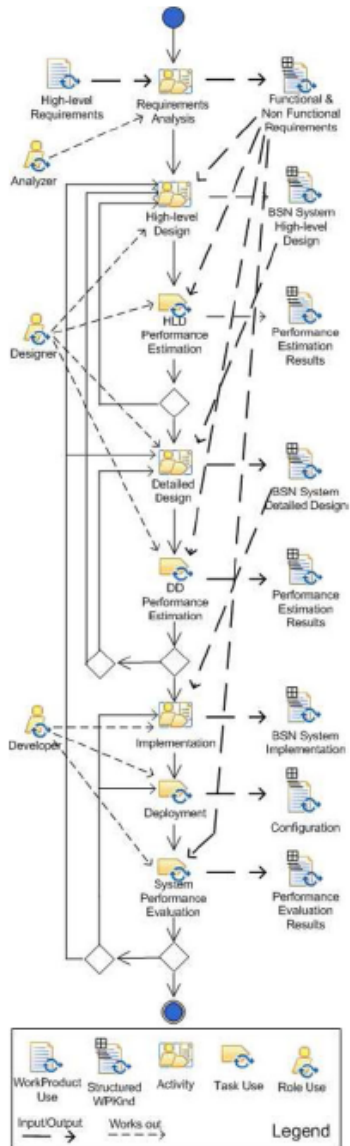 High-level
Requirements
Requirements
Analysis
Functional &
Non Functional
Requirements
Analyzer
High-level
Design
BSN System
High-level
Design
Designer
HLD
Performance
Estimation
Performance
Estimation
Results
Detailed
Design
BSN System
Detailed Design
DD
Performance
Estimation
Performance
Estimation
Results
Developer
Implementation
BSN System
Implementation
Deployment
Configuration
System
Performance
Evaluation
Performance
Evaluation
Results
WorkProduct
Use
Structured
WPKind
Activity
Task Use
Role Use
Input/Output
Works out
Legend